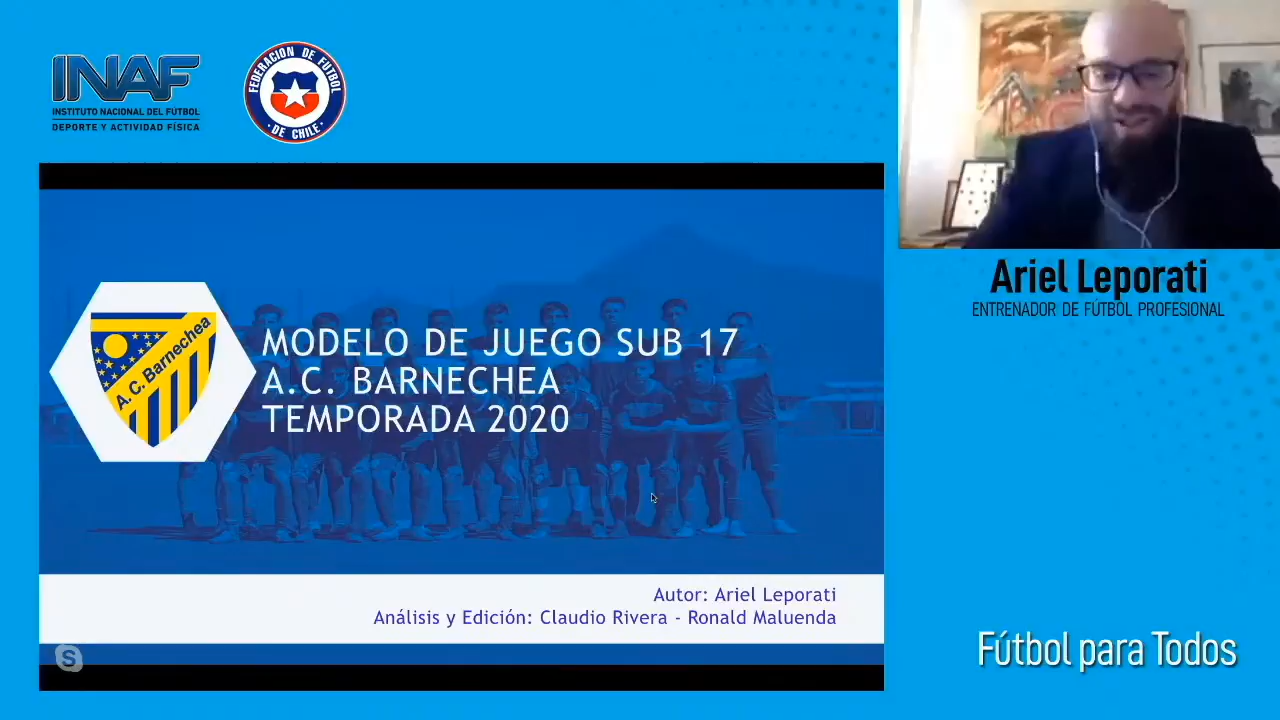 INAF
INSTITUTO NACIONAL DEL FÚTBOL
DEPORTE Y ACTIVIDAD FÍSICA
FEDERACION DE FUTBOL
· DE CHILE ·
A. C. Barnechea
MODELO DE JUEGO SUB 17
A.C. BARNECHEA
TEMPORADA 2020
Autor: Ariel Leporati
Análisis y Edición: Claudio Rivera - Ronald Maluenda
Ariel Leporati
ENTRENADOR DE FÚTBOL PROFESIONAL
Fútbol para Todos